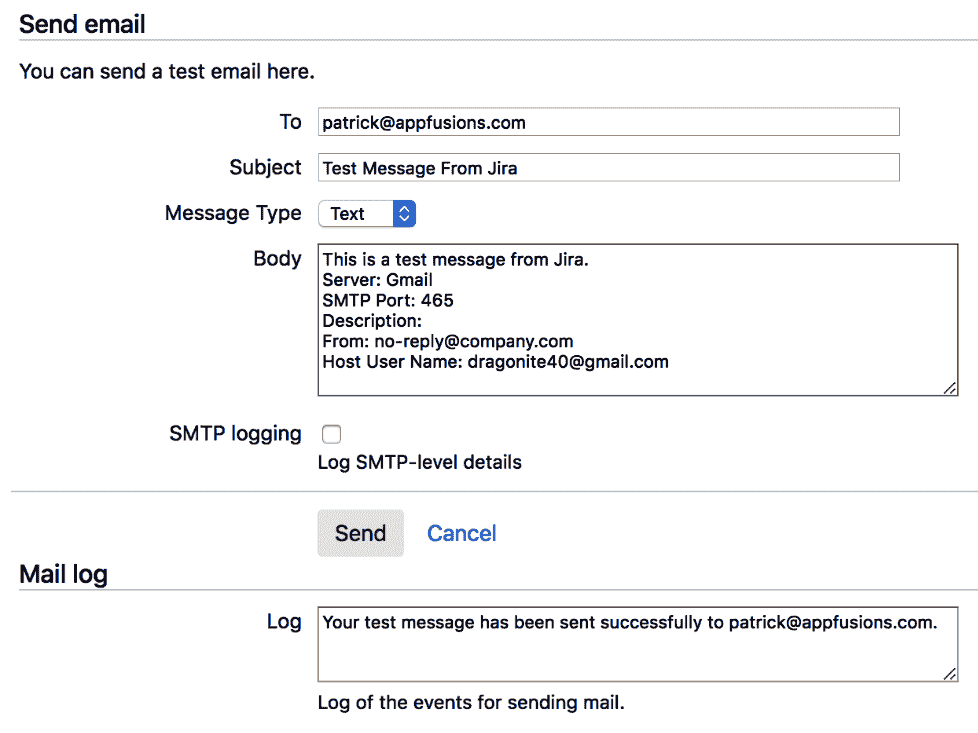 Send email
You can send a test email here.
To patrick@appfusions.com
Subject Test Message From Jira
Message Type Text
Body This is a test message from Jira.
Server: Gmail
SMTP Port: 465
Description:
From: no-reply@company.com
Host User Name: dragonite40@gmail.com
SMTP logging
Log SMTP-level details
Send Cancel
Mail log
Log Your test message has been sent successfully to patrick@appfusions.com.
Log of the events for sending mail.